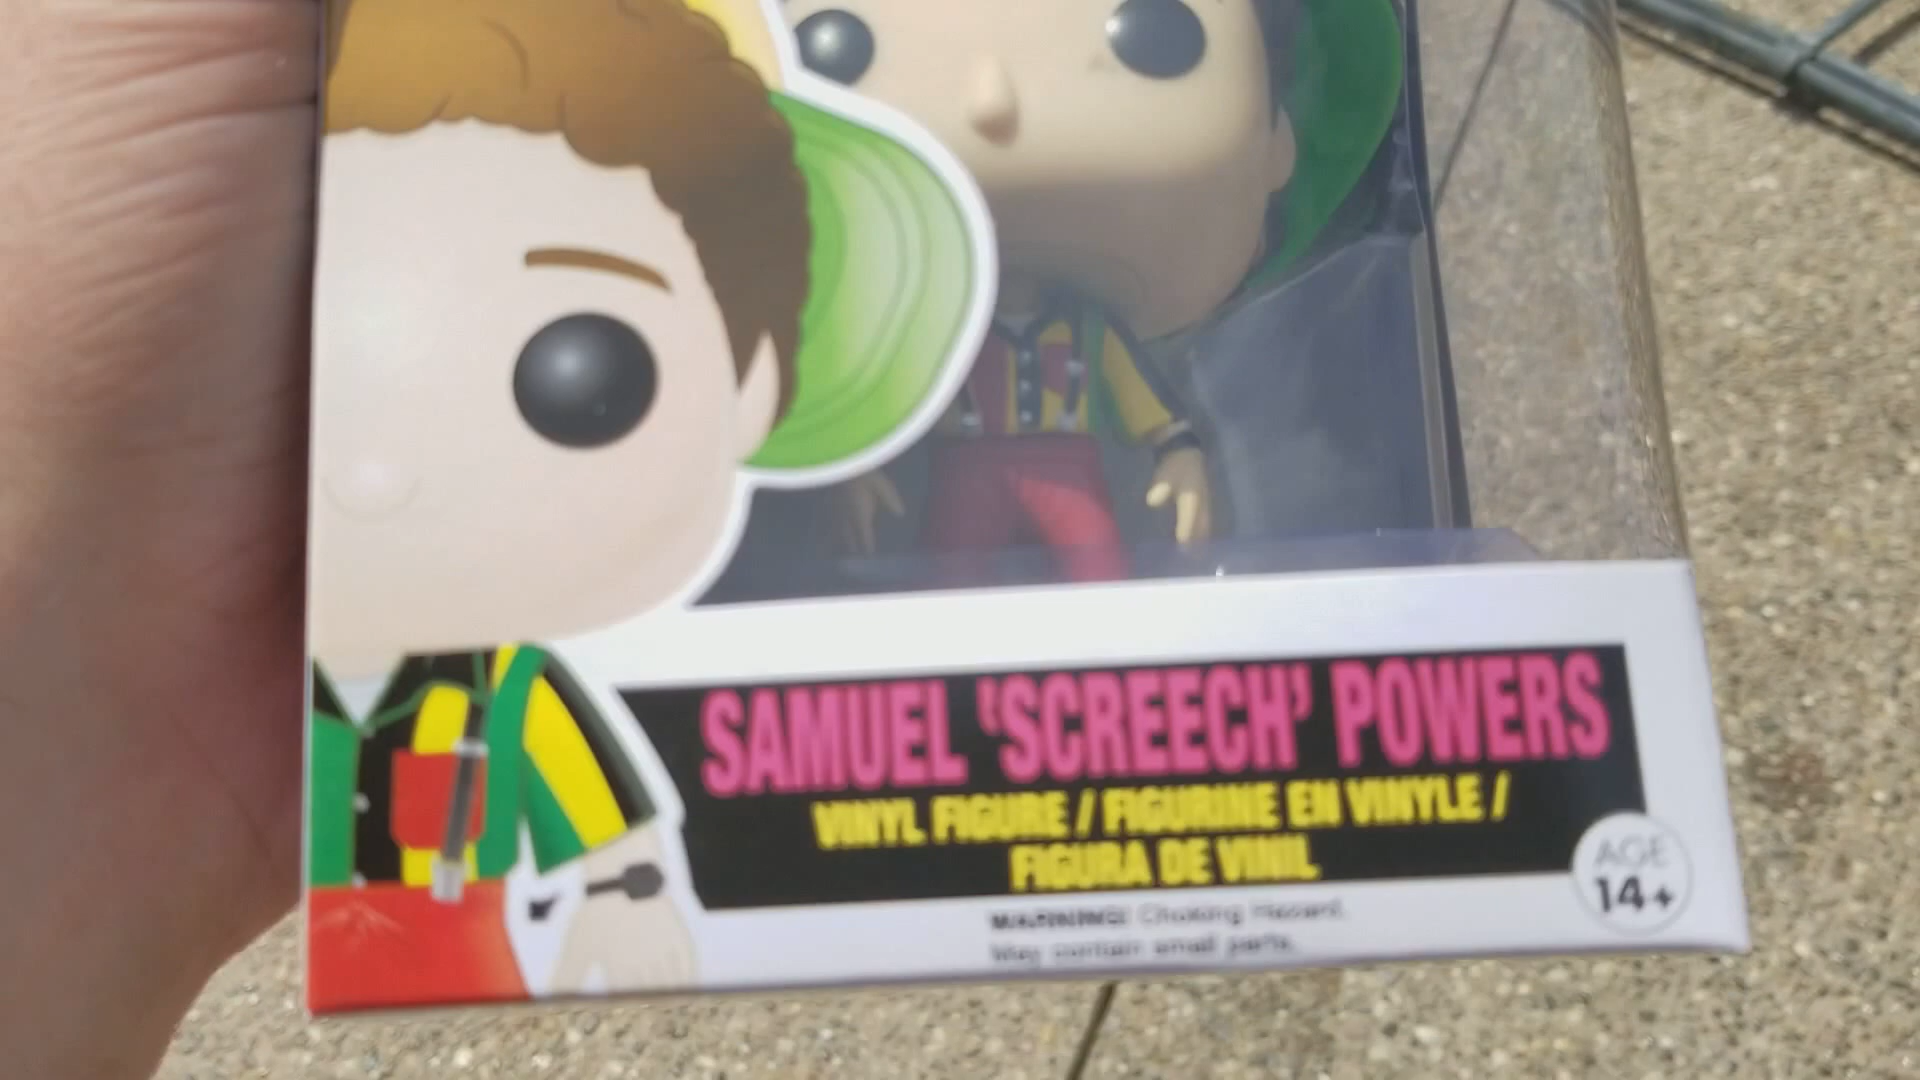 SAMUEL 'SCREECH' POWERS
VINYL FIGURE / FIGURINE EN VINYLE /
FIGURA DE VINIL
AGE
14+
WARNING! Choking Hazard.
May contain small parts.